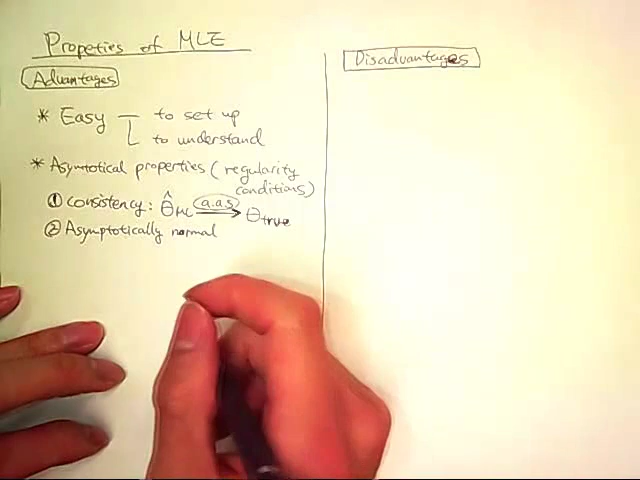 Propeties of MLE
Advantages
* Easy to set up
to understand
* Asymtotical properties ( regularity
conditions)
① consistency : θ̂ML a.a.s θtrue
② Asymptotically normal
Disadvantages